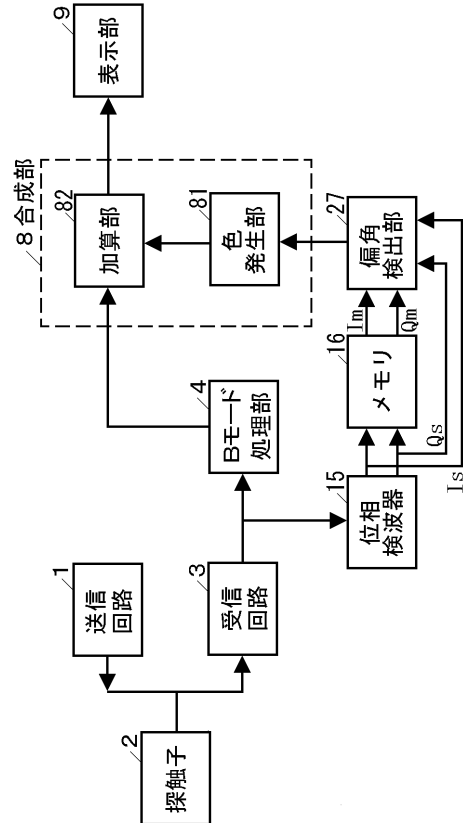 探触子
2
送信
回路
1
受信
回路
3
Bモード
処理部
4
位相
検波器
15
メモリ
16
Im
Qm
Qs
Is
偏角
検出部
27
8 合成部
加算部
82
色
発生部
81
表示部
9